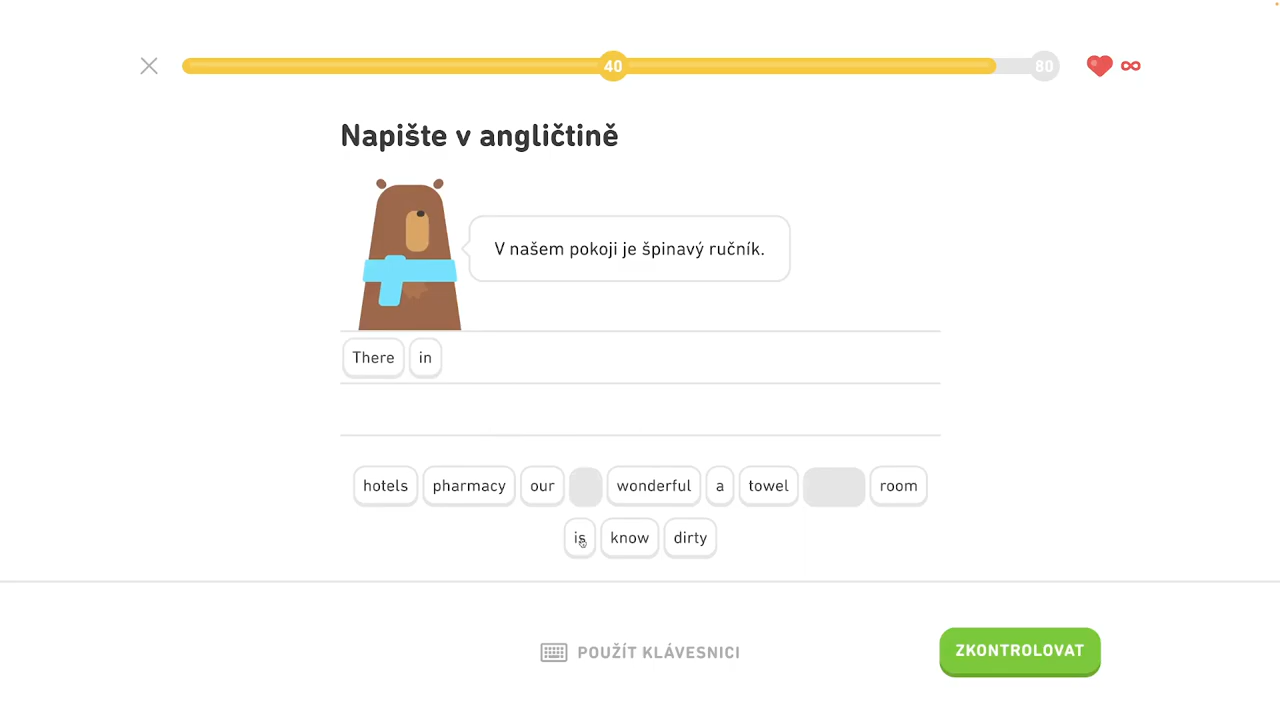 40
80
Napište v angličtině
V našem pokoji je špinavý ručník.
There in
hotels pharmacy our wonderful a towel room
is know dirty
POUŽÍT KLÁVESNICI
ZKONTROLOVAT